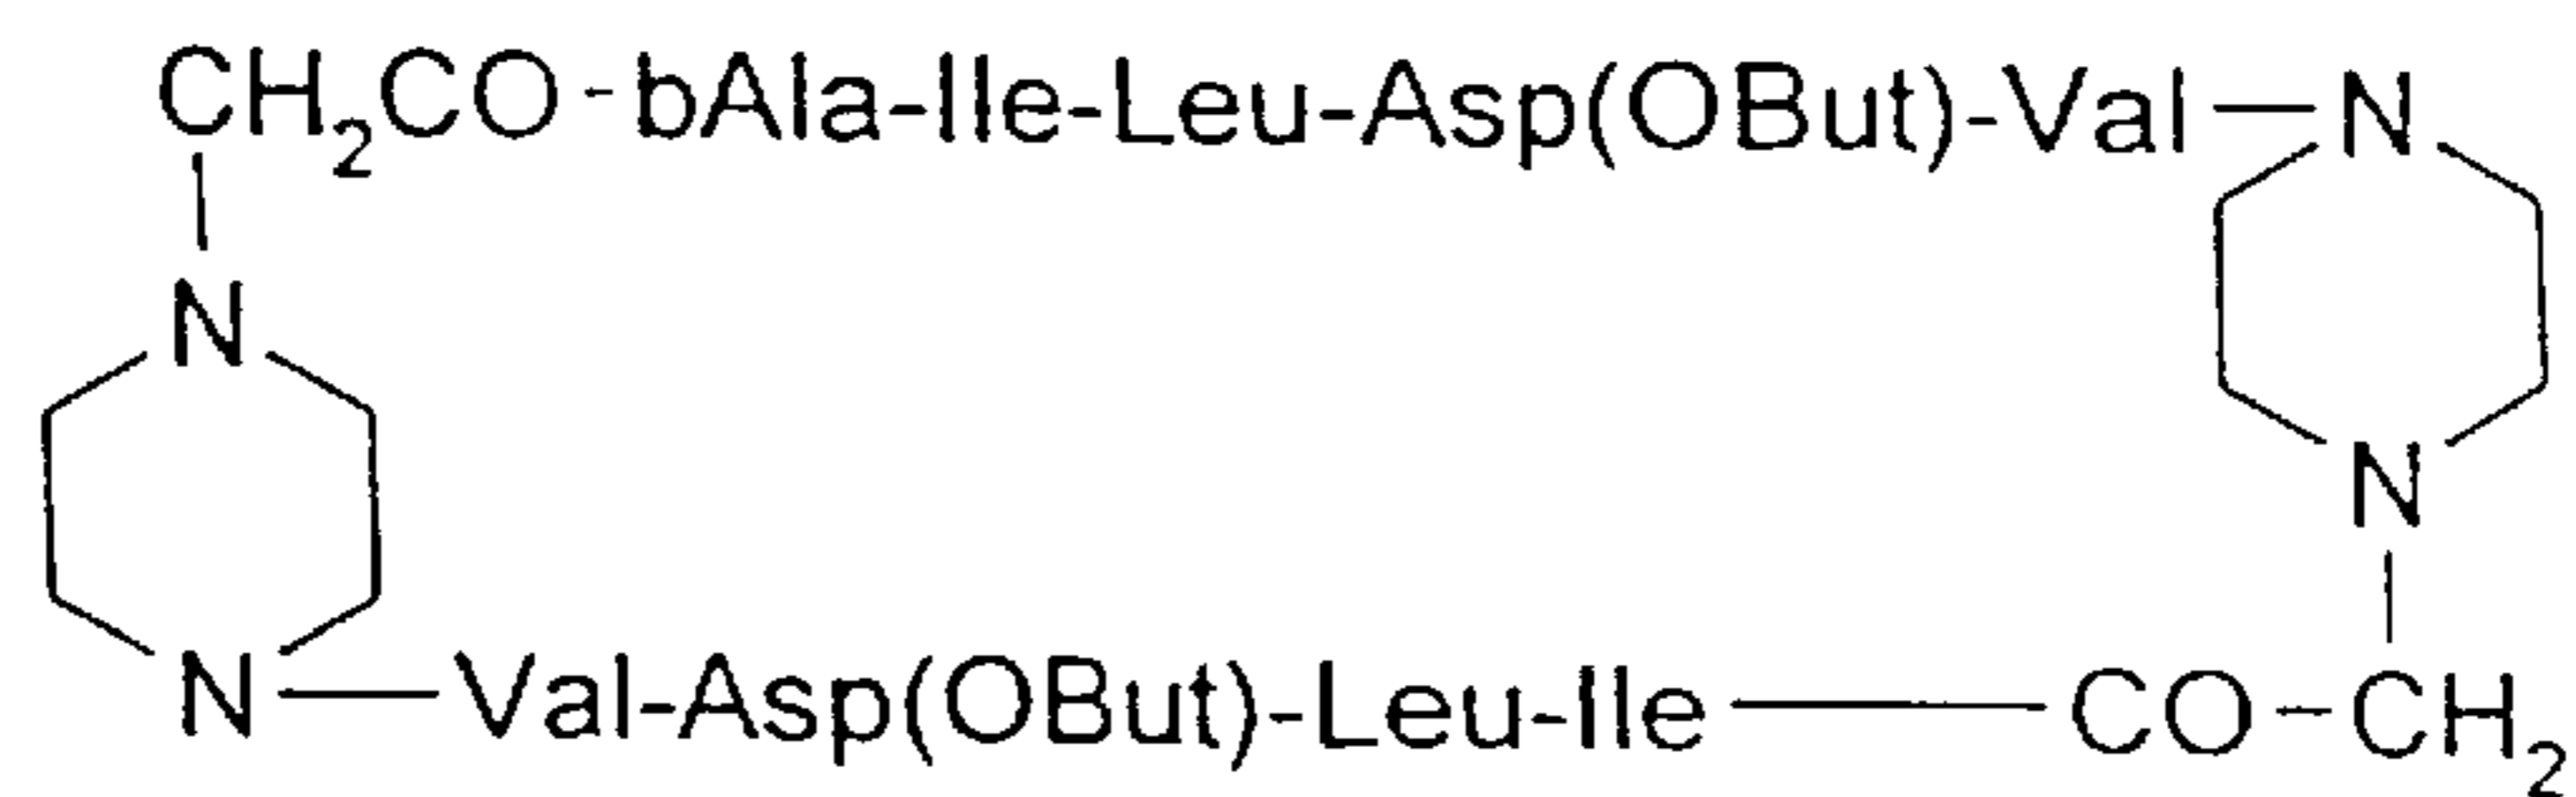 CH₂CO-bAla-Ile-Leu-Asp(OBut)-Val—N
N
N
N—Val-Asp(OBut)-Leu-Ile—CO-CH₂